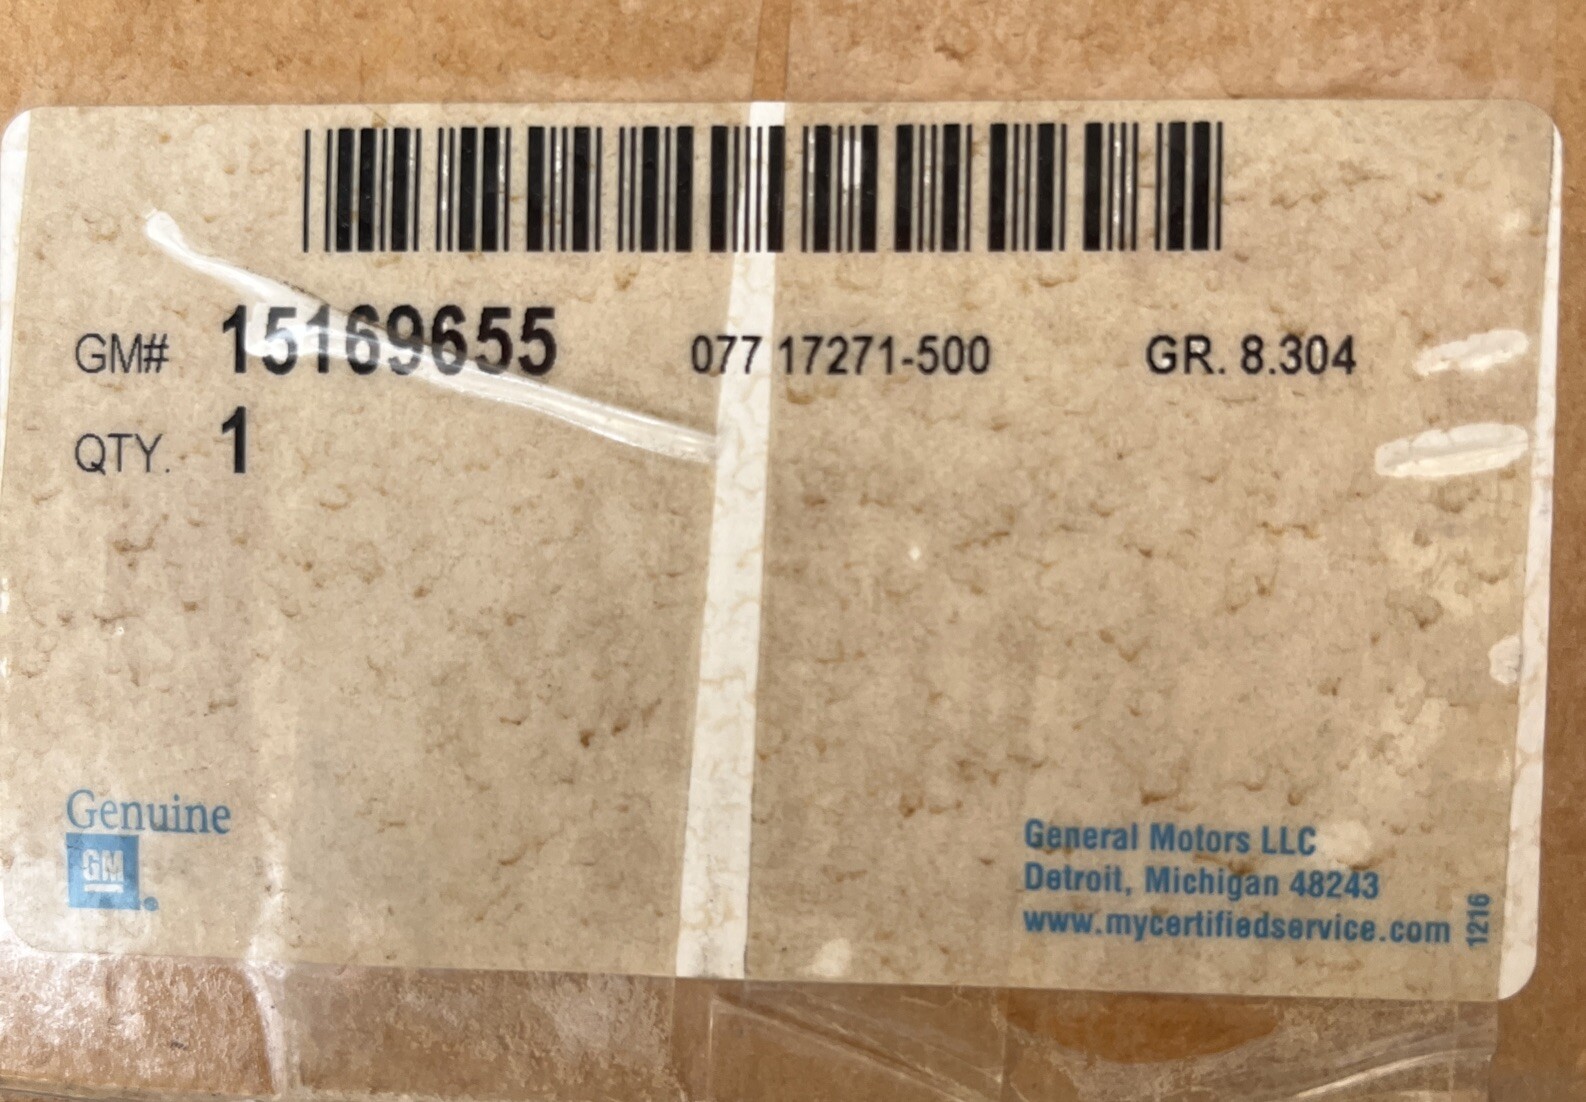 GM# 15169655 077 17271-500 GR. 8.304
QTY. 1
Genuine
GM
General Motors LLC
Detroit, Michigan 48243
www.mycertifiedservice.com
1216